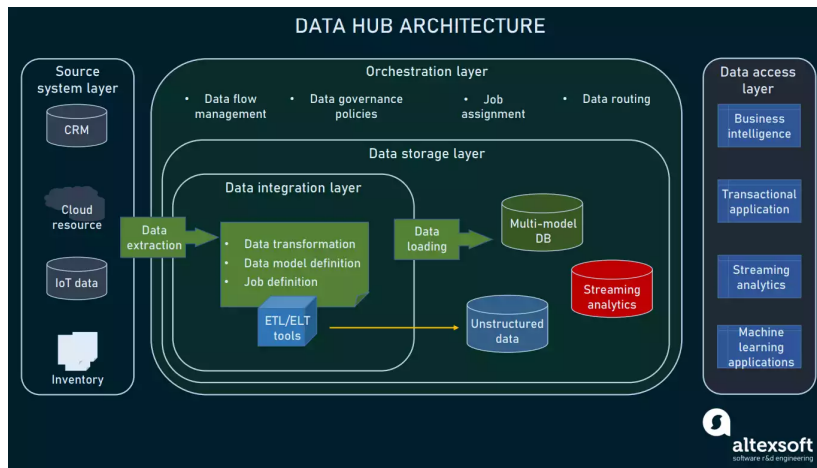 DATA HUB ARCHITECTURE
Source
system layer
CRM
Cloud
resource
IoT data
Inventory
Data
extraction
Orchestration layer
• Data flow
management
• Data governance
policies
• Job
assignment
• Data routing
Data storage layer
Data integration layer
• Data transformation
• Data model definition
• Job definition
ETL/ELT
tools
Data
loading
Multi-model
DB
Streaming
analytics
Unstructured
data
Data access
layer
Business
intelligence
Transactional
application
Streaming
analytics
Machine
learning
applications
altexsoft
software r&d engineering